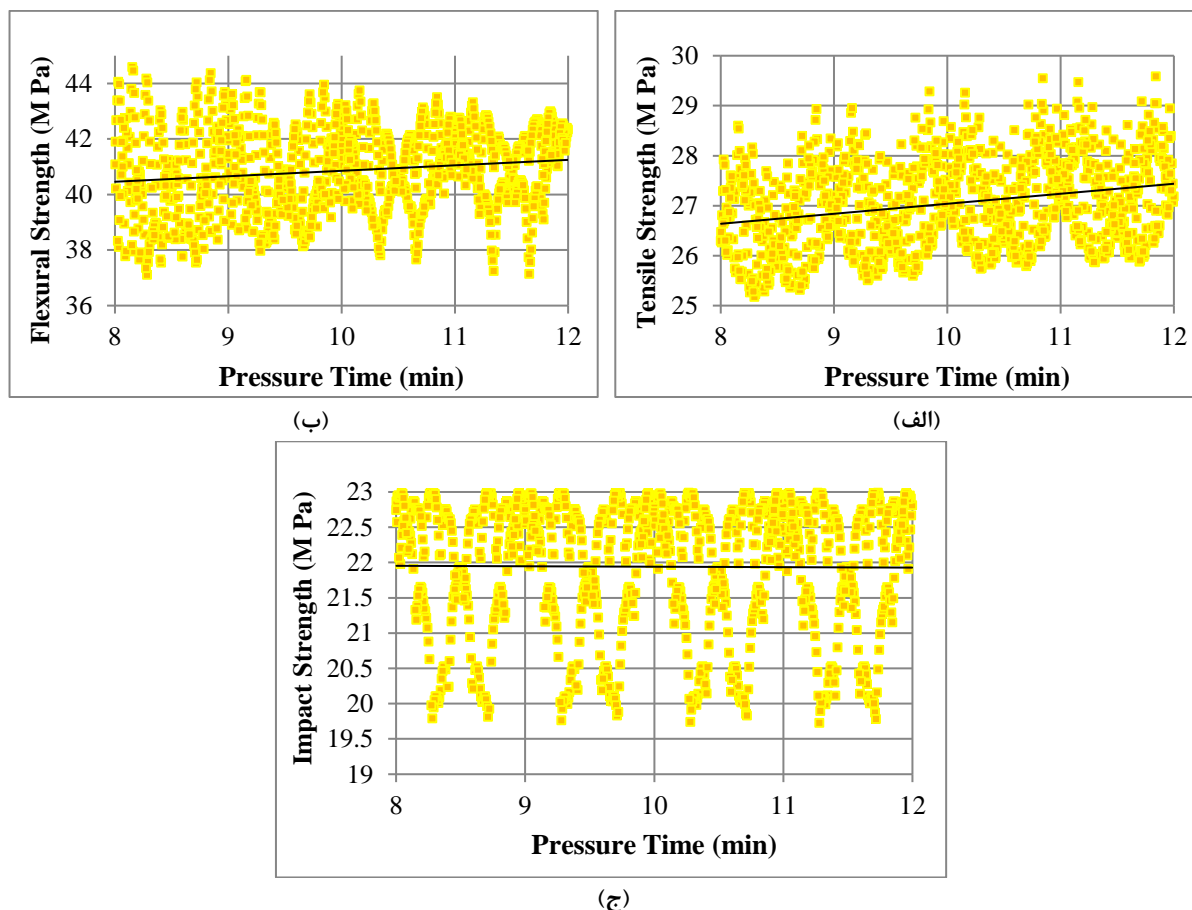 Flexural Strength (M Pa)
44
42
40
38
36
8 9 10 11 12
Pressure Time (min)
(ب)
Tensile Strength (M Pa)
30
29
28
27
26
25
8 9 10 11 12
Pressure Time (min)
(الف)
Impact Strength (M Pa)
23
22.5
22
21.5
21
20.5
20
19.5
19
8 9 10 11 12
Pressure Time (min)
(ج)